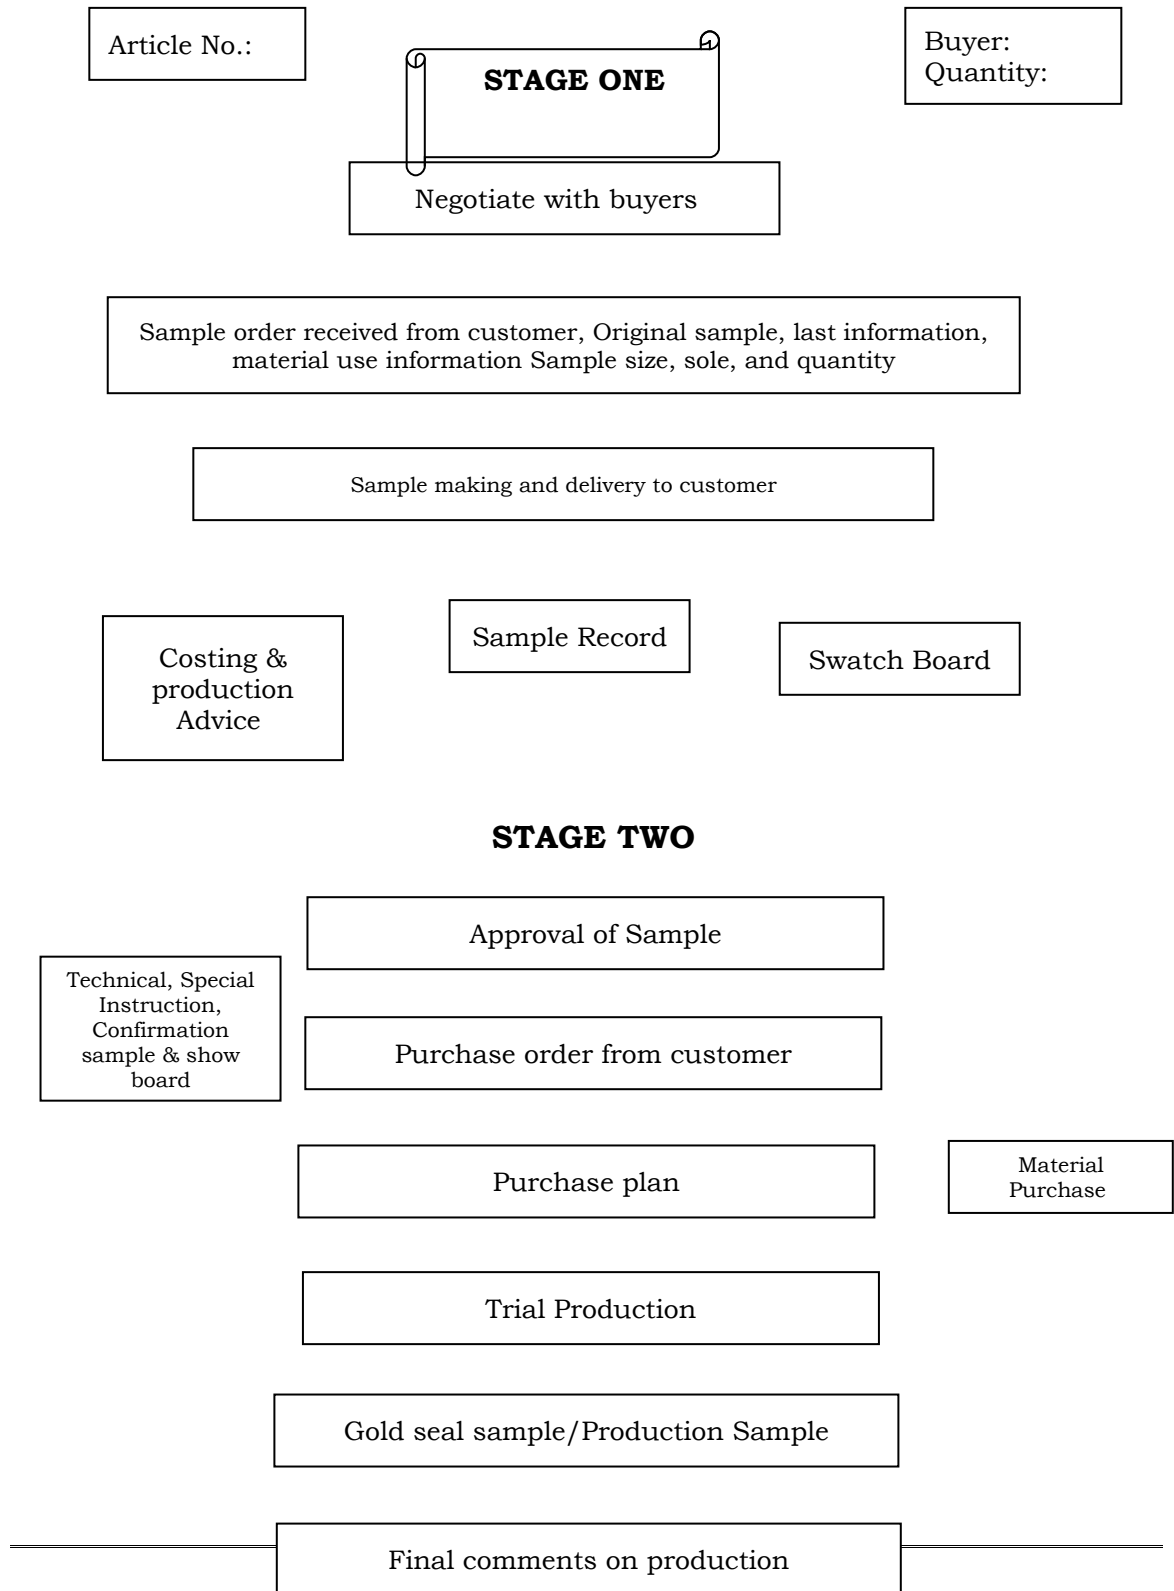 Article No.:
STAGE ONE
Buyer:
Quantity:
Negotiate with buyers
Sample order received from customer, Original sample, last information,
material use information Sample size, sole, and quantity
Sample making and delivery to customer
Costing &
production
Advice
Sample Record
Swatch Board
STAGE TWO
Approval of Sample
Technical, Special
Instruction,
Confirmation
sample & show
board
Purchase order from customer
Purchase plan
Material
Purchase
Trial Production
Gold seal sample/Production Sample
Final comments on production